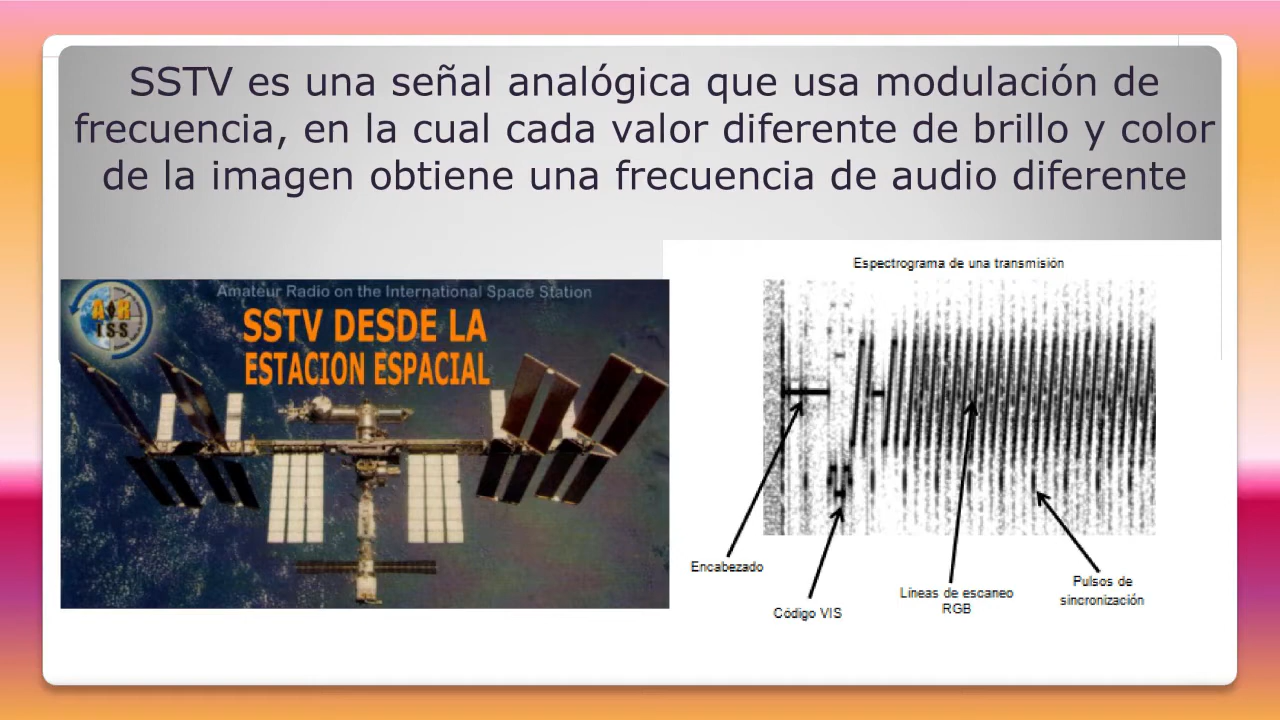 SSTV es una señal analógica que usa modulación de
frecuencia, en la cual cada valor diferente de brillo y color
de la imagen obtiene una frecuencia de audio diferente
Amateur Radio on the International Space Station
ARISS
SSTV DESDE LA
ESTACION ESPACIAL
Espectrograma de una transmisión
Encabezado
Código VIS
Líneas de escaneo
RGB
Pulsos de
sincronización